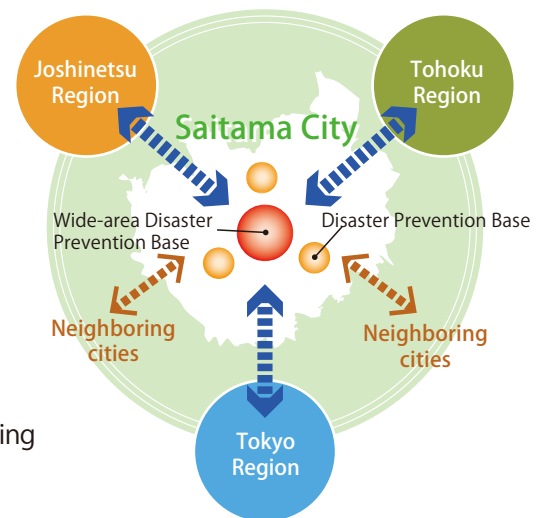 Joshinetsu
Region
Tohoku
Region
Saitama City
Wide-area Disaster
Prevention Base
Disaster Prevention Base
Neighboring
cities
Neighboring
cities
ing
Tokyo
Region